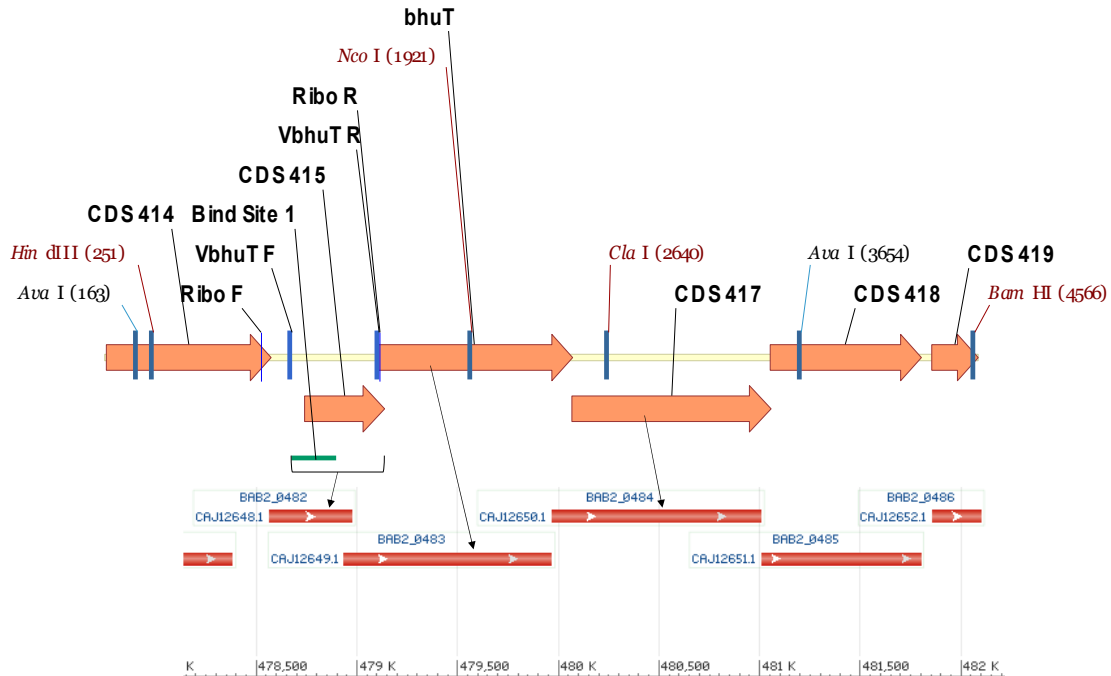 bhuT
Nco I (1921)
Ribo R
VbhuT R
CDS 415
CDS 414
Bind Site 1
Hin dIII (251)
VbhuT F
Cla I (2640)
Ava I (3654)
CDS 419
Ava I (163)
Ribo F
CDS 417
CDS 418
Bam HI (4566)
BAB2_0482
BAB2_0484
BAB2_0486
CAJ12648.1
CAJ12650.1
CAJ12652.1
BAB2_0483
BAB2_0485
CAJ12649.1
CAJ12651.1
K 478,500 479 K 479,500 480 K 480,500 481 K 481,500 482 K